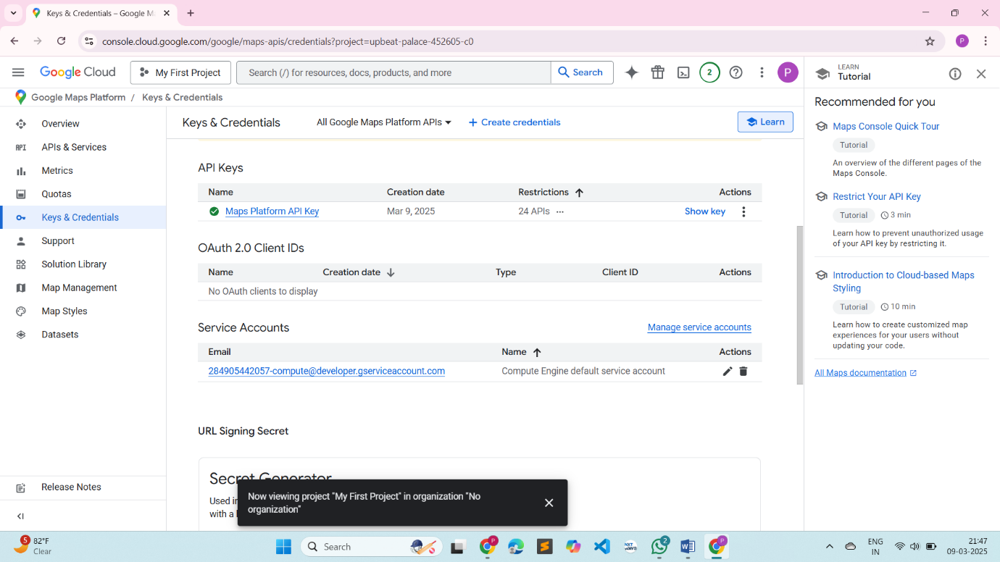 Keys & Credentials – Google Ma
console.cloud.google.com/google/maps-apis/credentials?project=upbeat-palace-452605-c0
P
Google Cloud
My First Project
Search (/) for resources, docs, products, and more
Search
2
P
LEARN
Tutorial
Google Maps Platform / Keys & Credentials
Keys & Credentials
All Google Maps Platform APIs
+ Create credentials
Learn
Overview
API APIs & Services
Metrics
Quotas
Keys & Credentials
Support
Solution Library
Map Management
Map Styles
Datasets
Release Notes
API Keys
Name Creation date Restrictions Actions
Maps Platform API Key Mar 9, 2025 24 APIs ··· Show key
OAuth 2.0 Client IDs
Name Creation date Type Client ID Actions
No OAuth clients to display
Service Accounts Manage service accounts
Email Name Actions
284905442057-compute@developer.gserviceaccount.com Compute Engine default service account
URL Signing Secret
Secret Generator
Used in
with a
Now viewing project "My First Project" in organization "No
organization"
Recommended for you
Maps Console Quick Tour
Tutorial
An overview of the different pages of the
Maps Console.
Restrict Your API Key
Tutorial 3 min
Learn how to prevent unauthorized usage
of your API key by restricting it.
Introduction to Cloud-based Maps
Styling
Tutorial 10 min
Learn how to create customized map
experiences for your users without
updating your code.
All Maps documentation
5
82°F
Clear
Search
P
NXT
WAVE
2
P
ENG
IN
21:47
09-03-2025